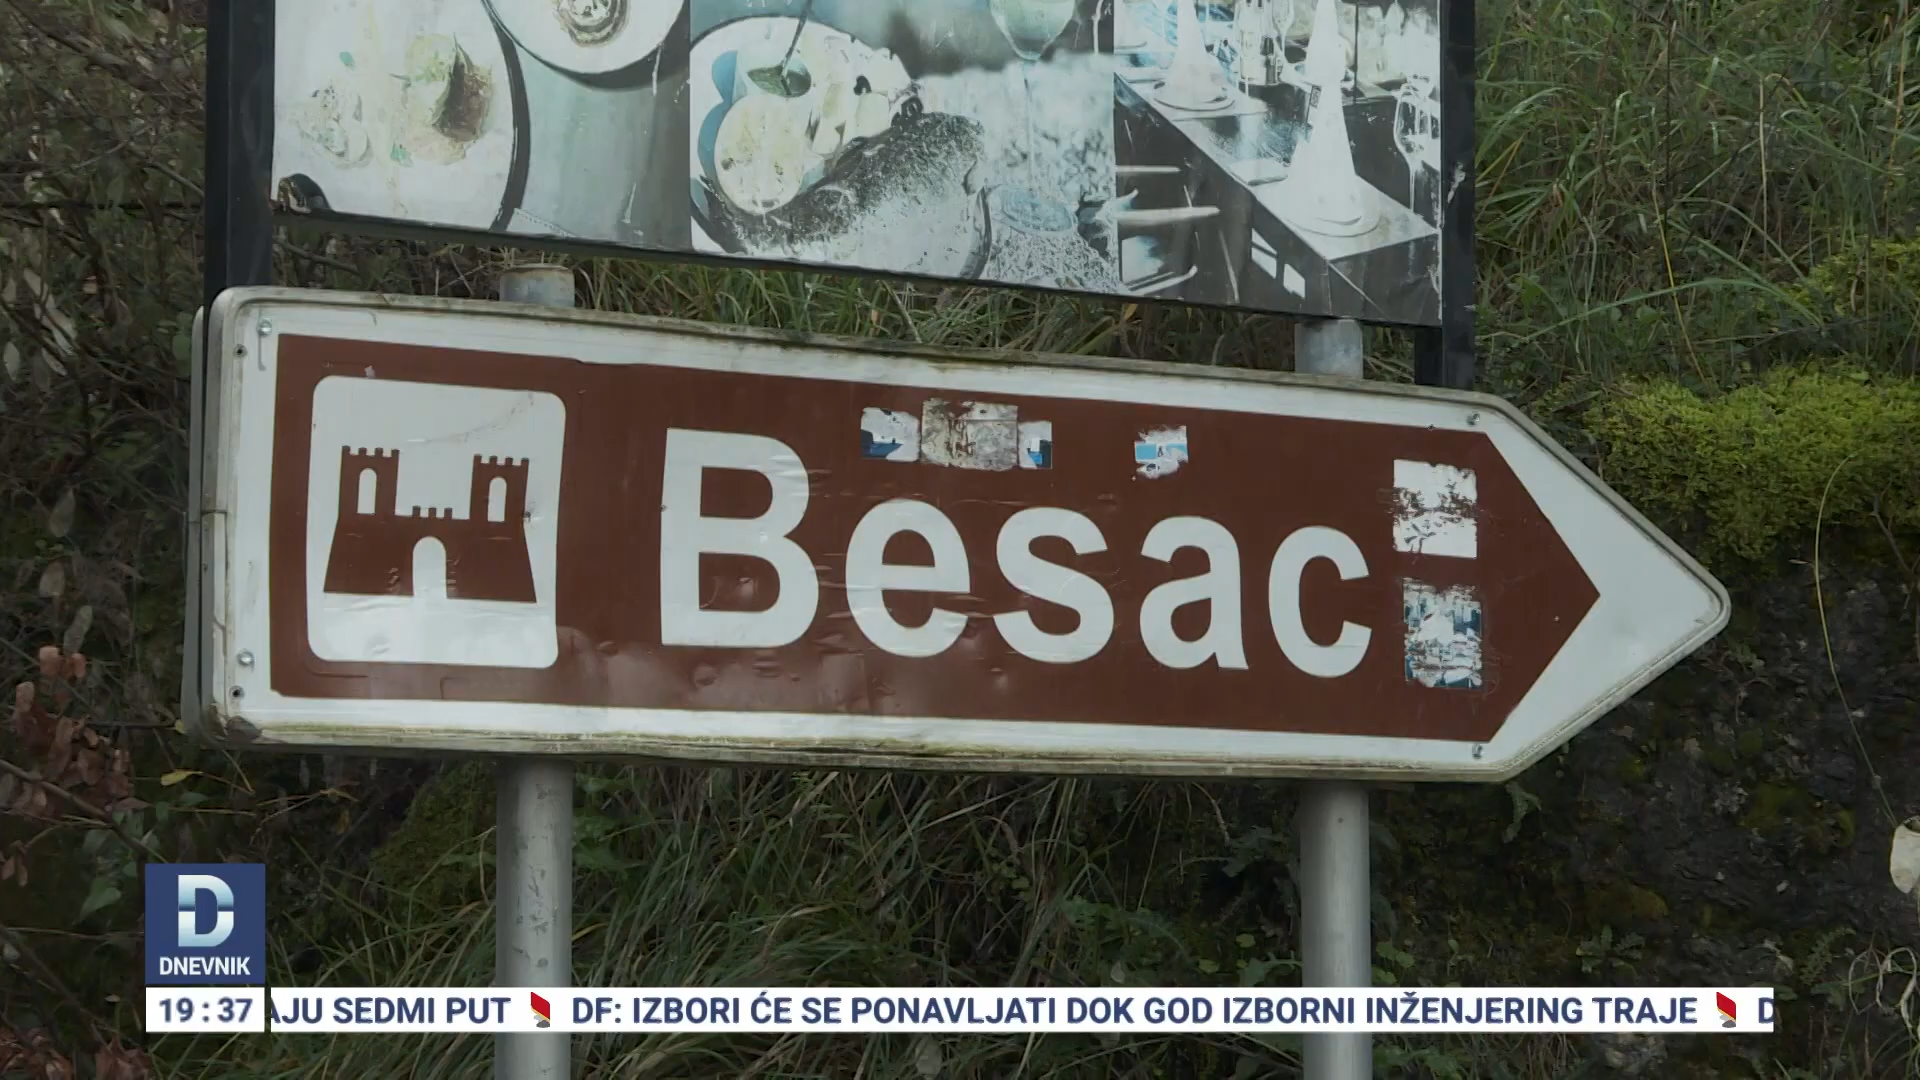 Besac
DNEVNIK
19:37 AJU SEDMI PUT DF: IZBORI ĆE SE PONAVLJATI DOK GOD IZBORNI INŽENJERING TRAJE D